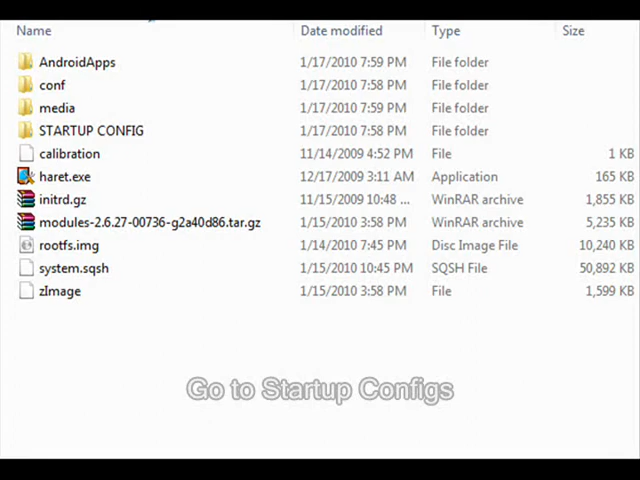 Name Date modified Type Size
AndroidApps 1/17/2010 7:59 PM File folder
conf 1/17/2010 7:58 PM File folder
media 1/17/2010 7:59 PM File folder
STARTUP CONFIG 1/17/2010 7:58 PM File folder
calibration 11/14/2009 4:52 PM File 1 KB
haret.exe 12/17/2009 3:11 AM Application 165 KB
initrd.gz 11/15/2009 10:48 ... WinRAR archive 1,855 KB
modules-2.6.27-00736-g2a40d86.tar.gz 1/15/2010 3:58 PM WinRAR archive 5,235 KB
rootfs.img 1/14/2010 7:45 PM Disc Image File 10,240 KB
system.sqsh 1/15/2010 10:45 PM SQSH File 50,892 KB
zImage 1/15/2010 3:58 PM File 1,599 KB
Go to Startup Configs